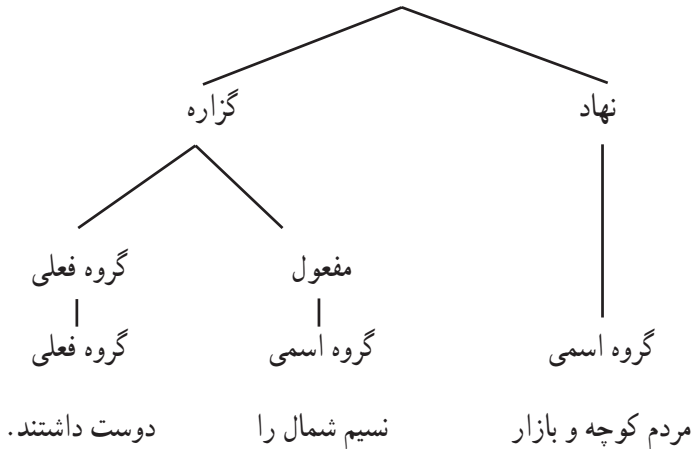 نهاد گزاره
مفعول گروه فعلی
گروه اسمی گروه اسمی گروه فعلی
مردم کوچه و بازار نسیم شمال را دوست داشتند.